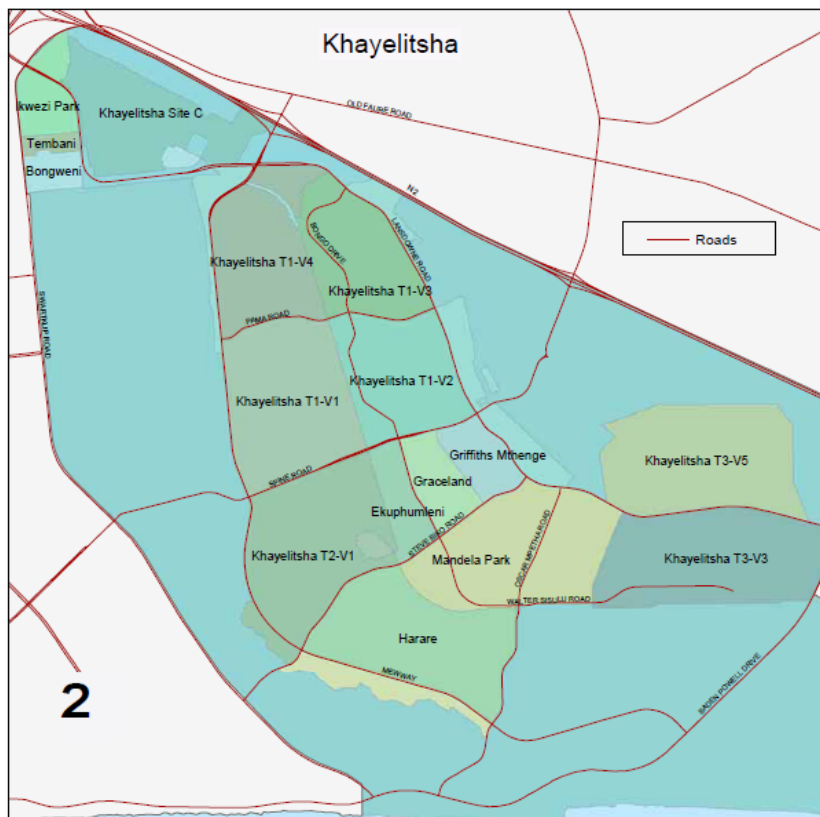 Khayelitsha
OLD FAURE ROAD
Ikwezi Park
Khayelitsha Site C
Tembani
Bongweni
N2
Roads
BONGO DRIVE
LANSDOWNE ROAD
Khayelitsha T1-V4
Khayelitsha T1-V3
SWARTKLIP ROAD
PAMA ROAD
Khayelitsha T1-V2
Khayelitsha T1-V1
Griffiths Mthenge
Khayelitsha T3-V5
SPINE ROAD
Graceland
Ekuphumleni
STEVE BIKO ROAD
OSCAR MPETHA ROAD
Khayelitsha T2-V1
Mandela Park
Khayelitsha T3-V3
WALTER SISULU ROAD
Harare
MEWWAY
BADEN POWELL DRIVE
2